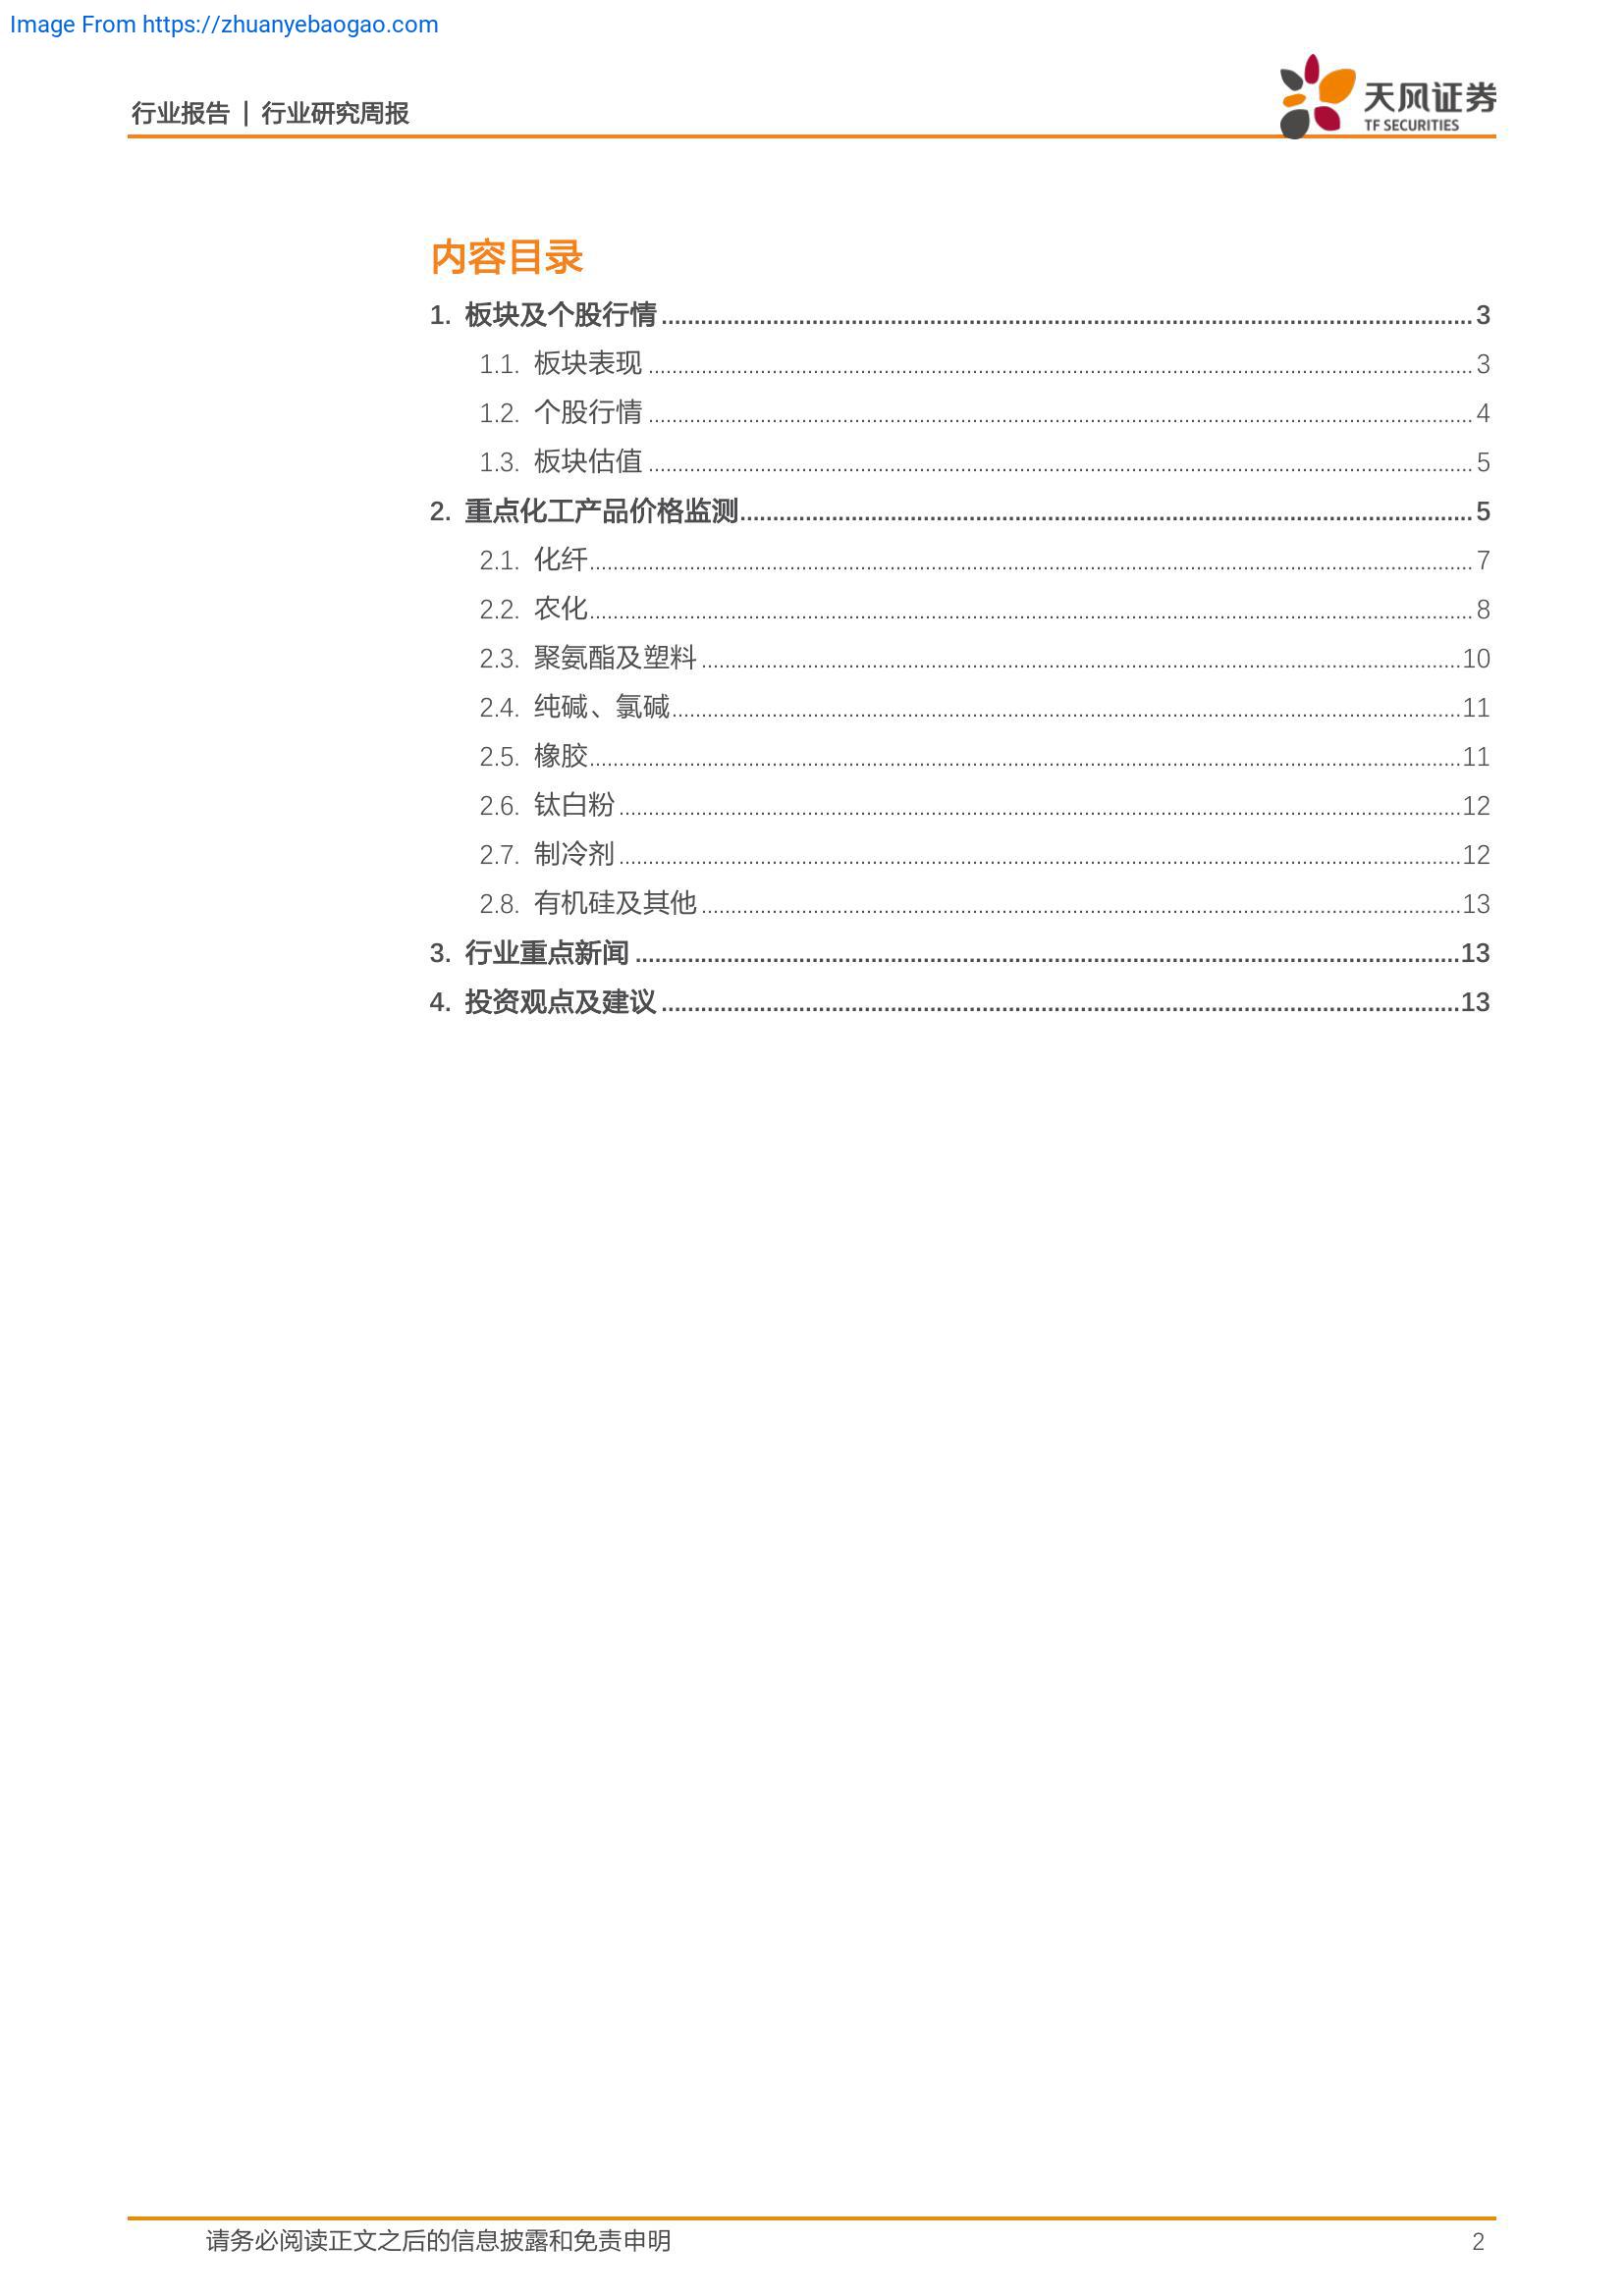 Image From https://zhuanyebaogao.com
行业报告 | 行业研究周报
天风证券
TF SECURITIES
内容目录
1. 板块及个股行情 ........ 3
1.1. 板块表现 ........ 3
1.2. 个股行情 ........ 4
1.3. 板块估值 ........ 5
2. 重点化工产品价格监测 ........ 5
2.1. 化纤 ........ 7
2.2. 农化 ........ 8
2.3. 聚氨酯及塑料 ........ 10
2.4. 纯碱、氯碱 ........ 11
2.5. 橡胶 ........ 11
2.6. 钛白粉 ........ 12
2.7. 制冷剂 ........ 12
2.8. 有机硅及其他 ........ 13
3. 行业重点新闻 ........ 13
4. 投资观点及建议 ........ 13
请务必阅读正文之后的信息披露和免责申明 2